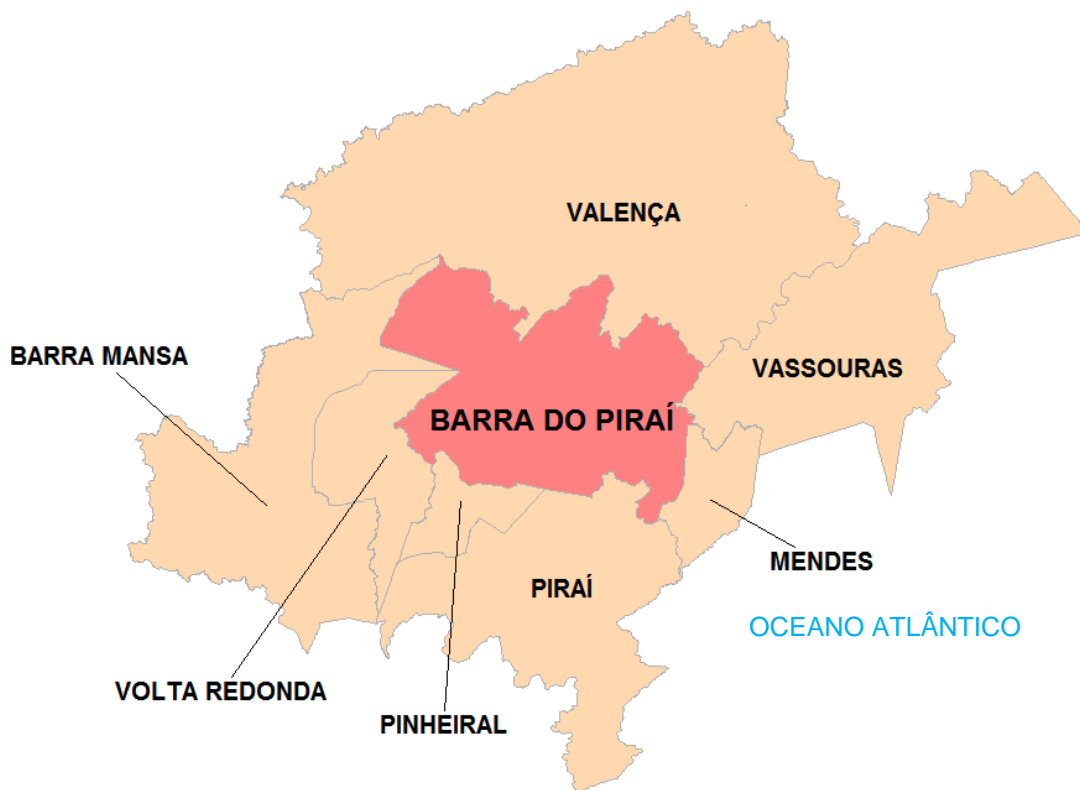 VALENÇA
BARRA MANSA
VASSOURAS
BARRA DO PIRAÍ
MENDES
PIRAÍ
OCEANO ATLÂNTICO
VOLTA REDONDA
PINHEIRAL